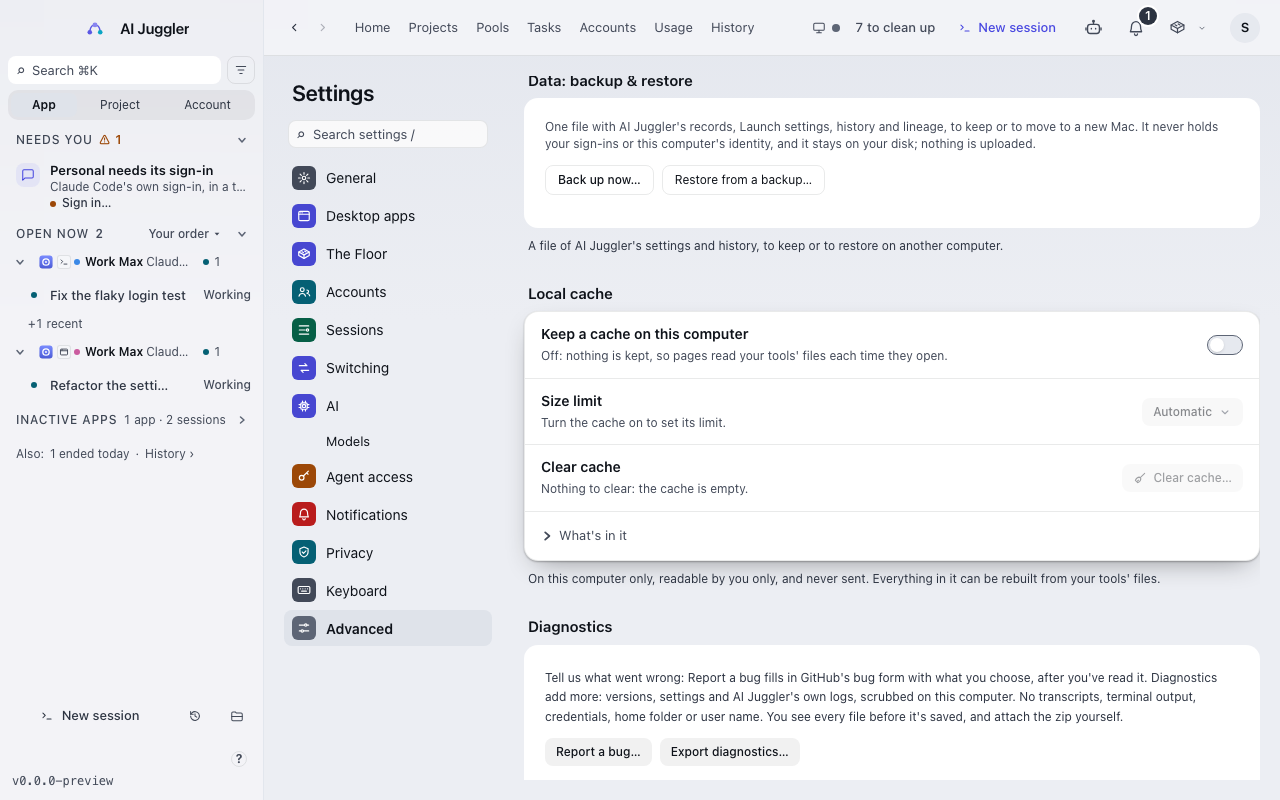 AI Juggler
Search ⌘K
App
Project
Account
NEEDS YOU
1
Personal needs its sign-in
Claude Code's own sign-in, in a t…
Sign in…
OPEN NOW 2
Your order
Work Max Claud…
1
Fix the flaky login test
Working
+1 recent
Work Max Claud…
1
Refactor the setti…
Working
INACTIVE APPS 1 app · 2 sessions
Also: 1 ended today · History ›
New session
?
v0.0.0-preview
Home
Projects
Pools
Tasks
Accounts
Usage
History
7 to clean up
New session
1
S
Settings
Search settings /
General
Desktop apps
The Floor
Accounts
Sessions
Switching
AI
Models
Agent access
Notifications
Privacy
Keyboard
Advanced
Data: backup & restore
One file with AI Juggler's records, Launch settings, history and lineage, to keep or to move to a new Mac. It never holds
your sign-ins or this computer's identity, and it stays on your disk; nothing is uploaded.
Back up now…
Restore from a backup…
A file of AI Juggler's settings and history, to keep or to restore on another computer.
Local cache
Keep a cache on this computer
Off: nothing is kept, so pages read your tools' files each time they open.
Size limit
Turn the cache on to set its limit.
Automatic
Clear cache
Nothing to clear: the cache is empty.
Clear cache…
What's in it
On this computer only, readable by you only, and never sent. Everything in it can be rebuilt from your tools' files.
Diagnostics
Tell us what went wrong: Report a bug fills in GitHub's bug form with what you choose, after you've read it. Diagnostics
add more: versions, settings and AI Juggler's own logs, scrubbed on this computer. No transcripts, terminal output,
credentials, home folder or user name. You see every file before it's saved, and attach the zip yourself.
Report a bug…
Export diagnostics…